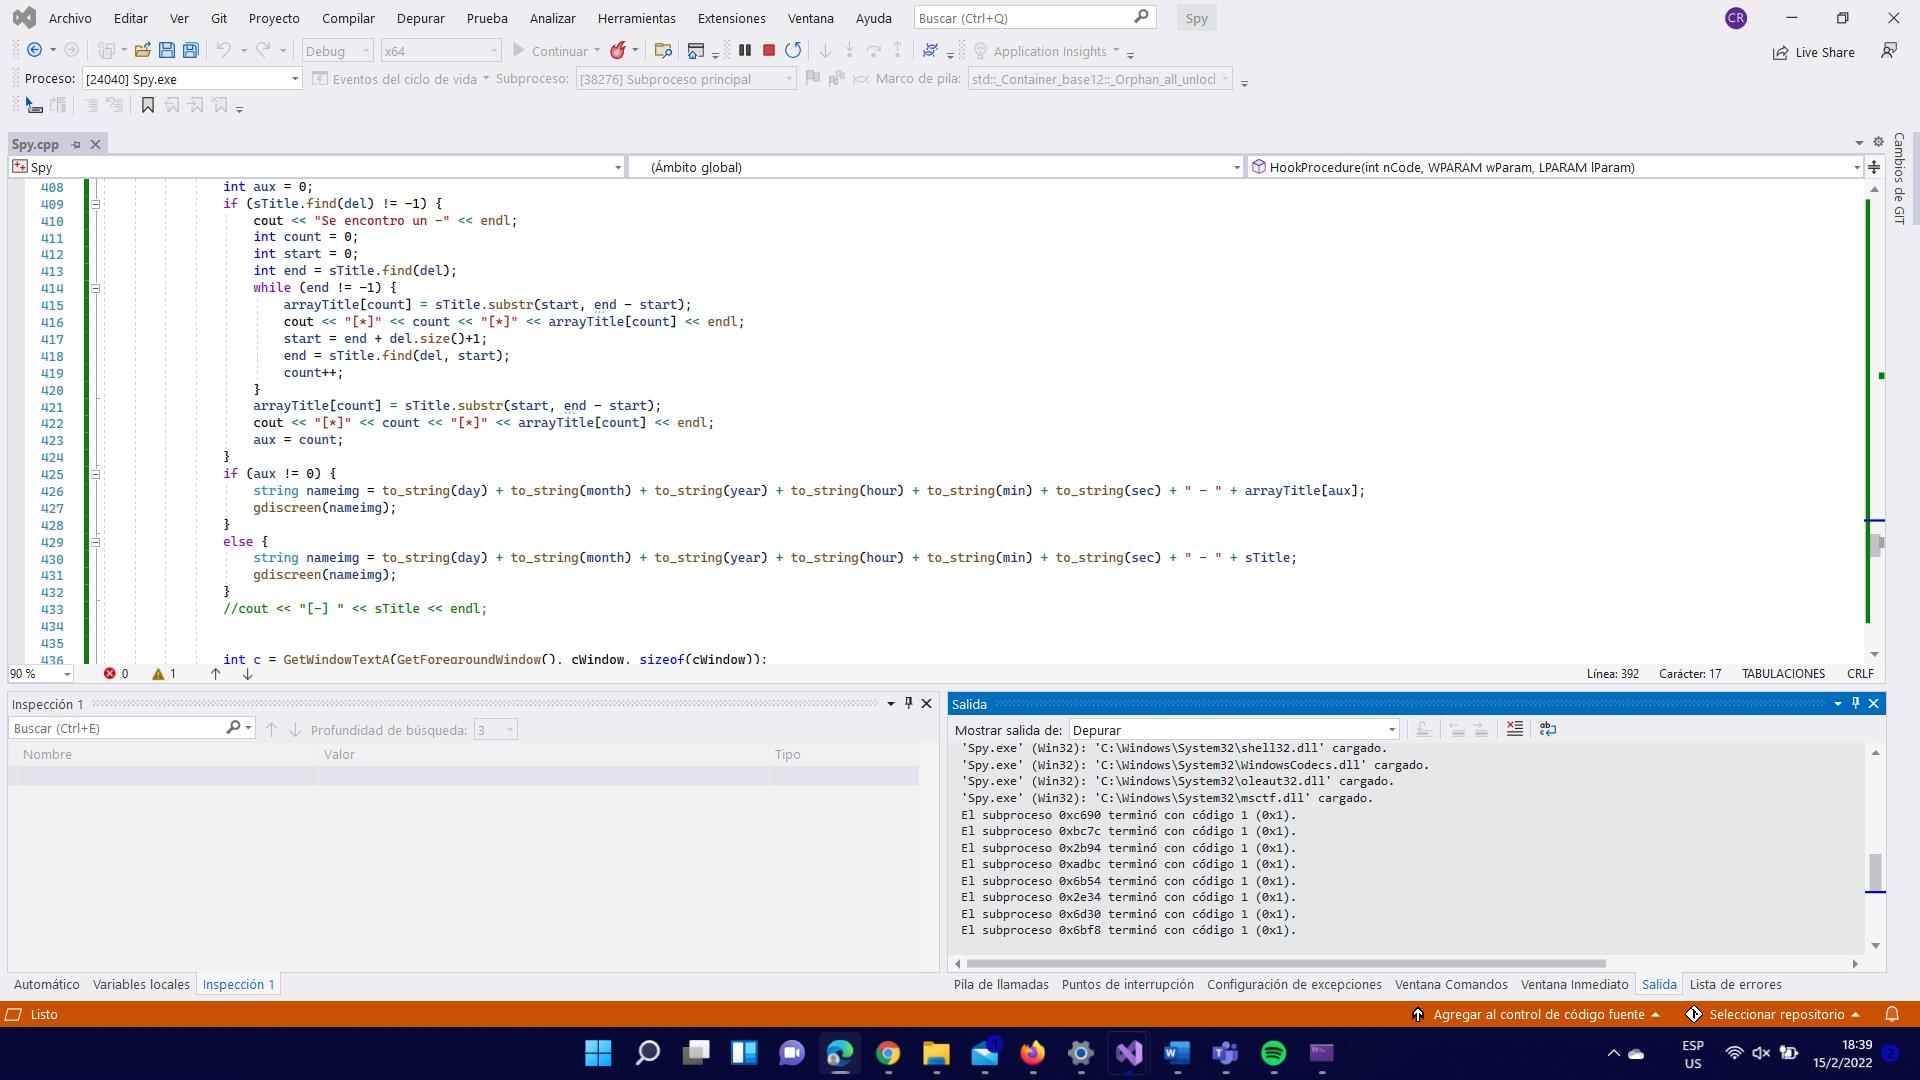 Archivo Editar Ver Git Proyecto Compilar Depurar Prueba Analizar Herramientas Extensiones Ventana Ayuda Buscar (Ctrl+Q) Spy CR
Debug x64 Continuar Application Insights Live Share
Proceso: [24040] Spy.exe Eventos del ciclo de vida Subproceso: [38276] Subproceso principal Marco de pila: std::_Container_base12::_Orphan_all_unlocl
Spy.cpp
Spy (Ámbito global) HookProcedure(int nCode, WPARAM wParam, LPARAM lParam)
Cambios de GIT
408 int aux = 0;
409 if (sTitle.find(del) != -1) {
410 cout << "Se encontro un -" << endl;
411 int count = 0;
412 int start = 0;
413 int end = sTitle.find(del);
414 while (end != -1) {
415 arrayTitle[count] = sTitle.substr(start, end - start);
416 cout << "[*]" << count << "[*]" << arrayTitle[count] << endl;
417 start = end + del.size()+1;
418 end = sTitle.find(del, start);
419 count++;
420 }
421 arrayTitle[count] = sTitle.substr(start, end - start);
422 cout << "[*]" << count << "[*]" << arrayTitle[count] << endl;
423 aux = count;
424 }
425 if (aux != 0) {
426 string nameimg = to_string(day) + to_string(month) + to_string(year) + to_string(hour) + to_string(min) + to_string(sec) + " - " + arrayTitle[aux];
427 gdiscreen(nameimg);
428 }
429 else {
430 string nameimg = to_string(day) + to_string(month) + to_string(year) + to_string(hour) + to_string(min) + to_string(sec) + " - " + sTitle;
431 gdiscreen(nameimg);
432 }
433 //cout << "[-] " << sTitle << endl;
434
435
436 int c = GetWindowTextA(GetForegroundWindow(), cWindow, sizeof(cWindow));
90 % 0 1 Línea: 392 Carácter: 17 TABULACIONES CRLF
Inspección 1
Buscar (Ctrl+E) Profundidad de búsqueda: 3
Nombre Valor Tipo
Automático Variables locales Inspección 1
Salida
Mostrar salida de: Depurar
'Spy.exe' (Win32): 'C:\Windows\System32\shell32.dll' cargado.
'Spy.exe' (Win32): 'C:\Windows\System32\WindowsCodecs.dll' cargado.
'Spy.exe' (Win32): 'C:\Windows\System32\oleaut32.dll' cargado.
'Spy.exe' (Win32): 'C:\Windows\System32\msctf.dll' cargado.
El subproceso 0xc690 terminó con código 1 (0x1).
El subproceso 0xbc7c terminó con código 1 (0x1).
El subproceso 0x2b94 terminó con código 1 (0x1).
El subproceso 0xadbc terminó con código 1 (0x1).
El subproceso 0x6b54 terminó con código 1 (0x1).
El subproceso 0x2e34 terminó con código 1 (0x1).
El subproceso 0x6d30 terminó con código 1 (0x1).
El subproceso 0x6bf8 terminó con código 1 (0x1).
Pila de llamadas Puntos de interrupción Configuración de excepciones Ventana Comandos Ventana Inmediato Salida Lista de errores
Listo Agregar al control de código fuente Seleccionar repositorio
ESP
US
18:39
15/2/2022
2